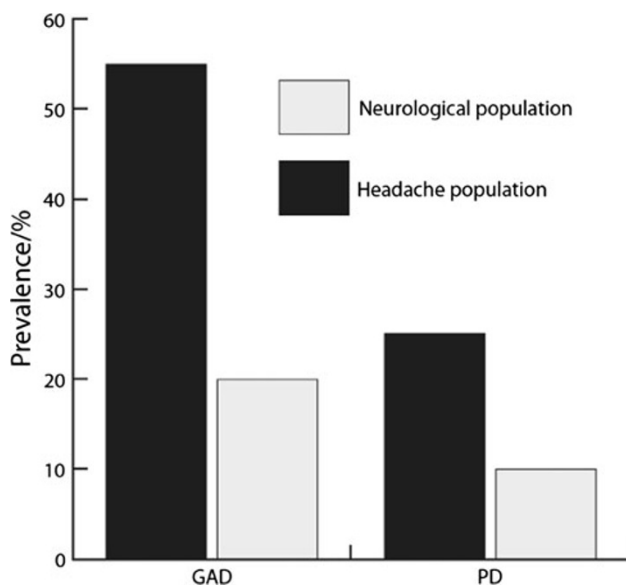 60
50
40
30
20
10
0
Prevalence/%
Neurological population
Headache population
GAD
PD